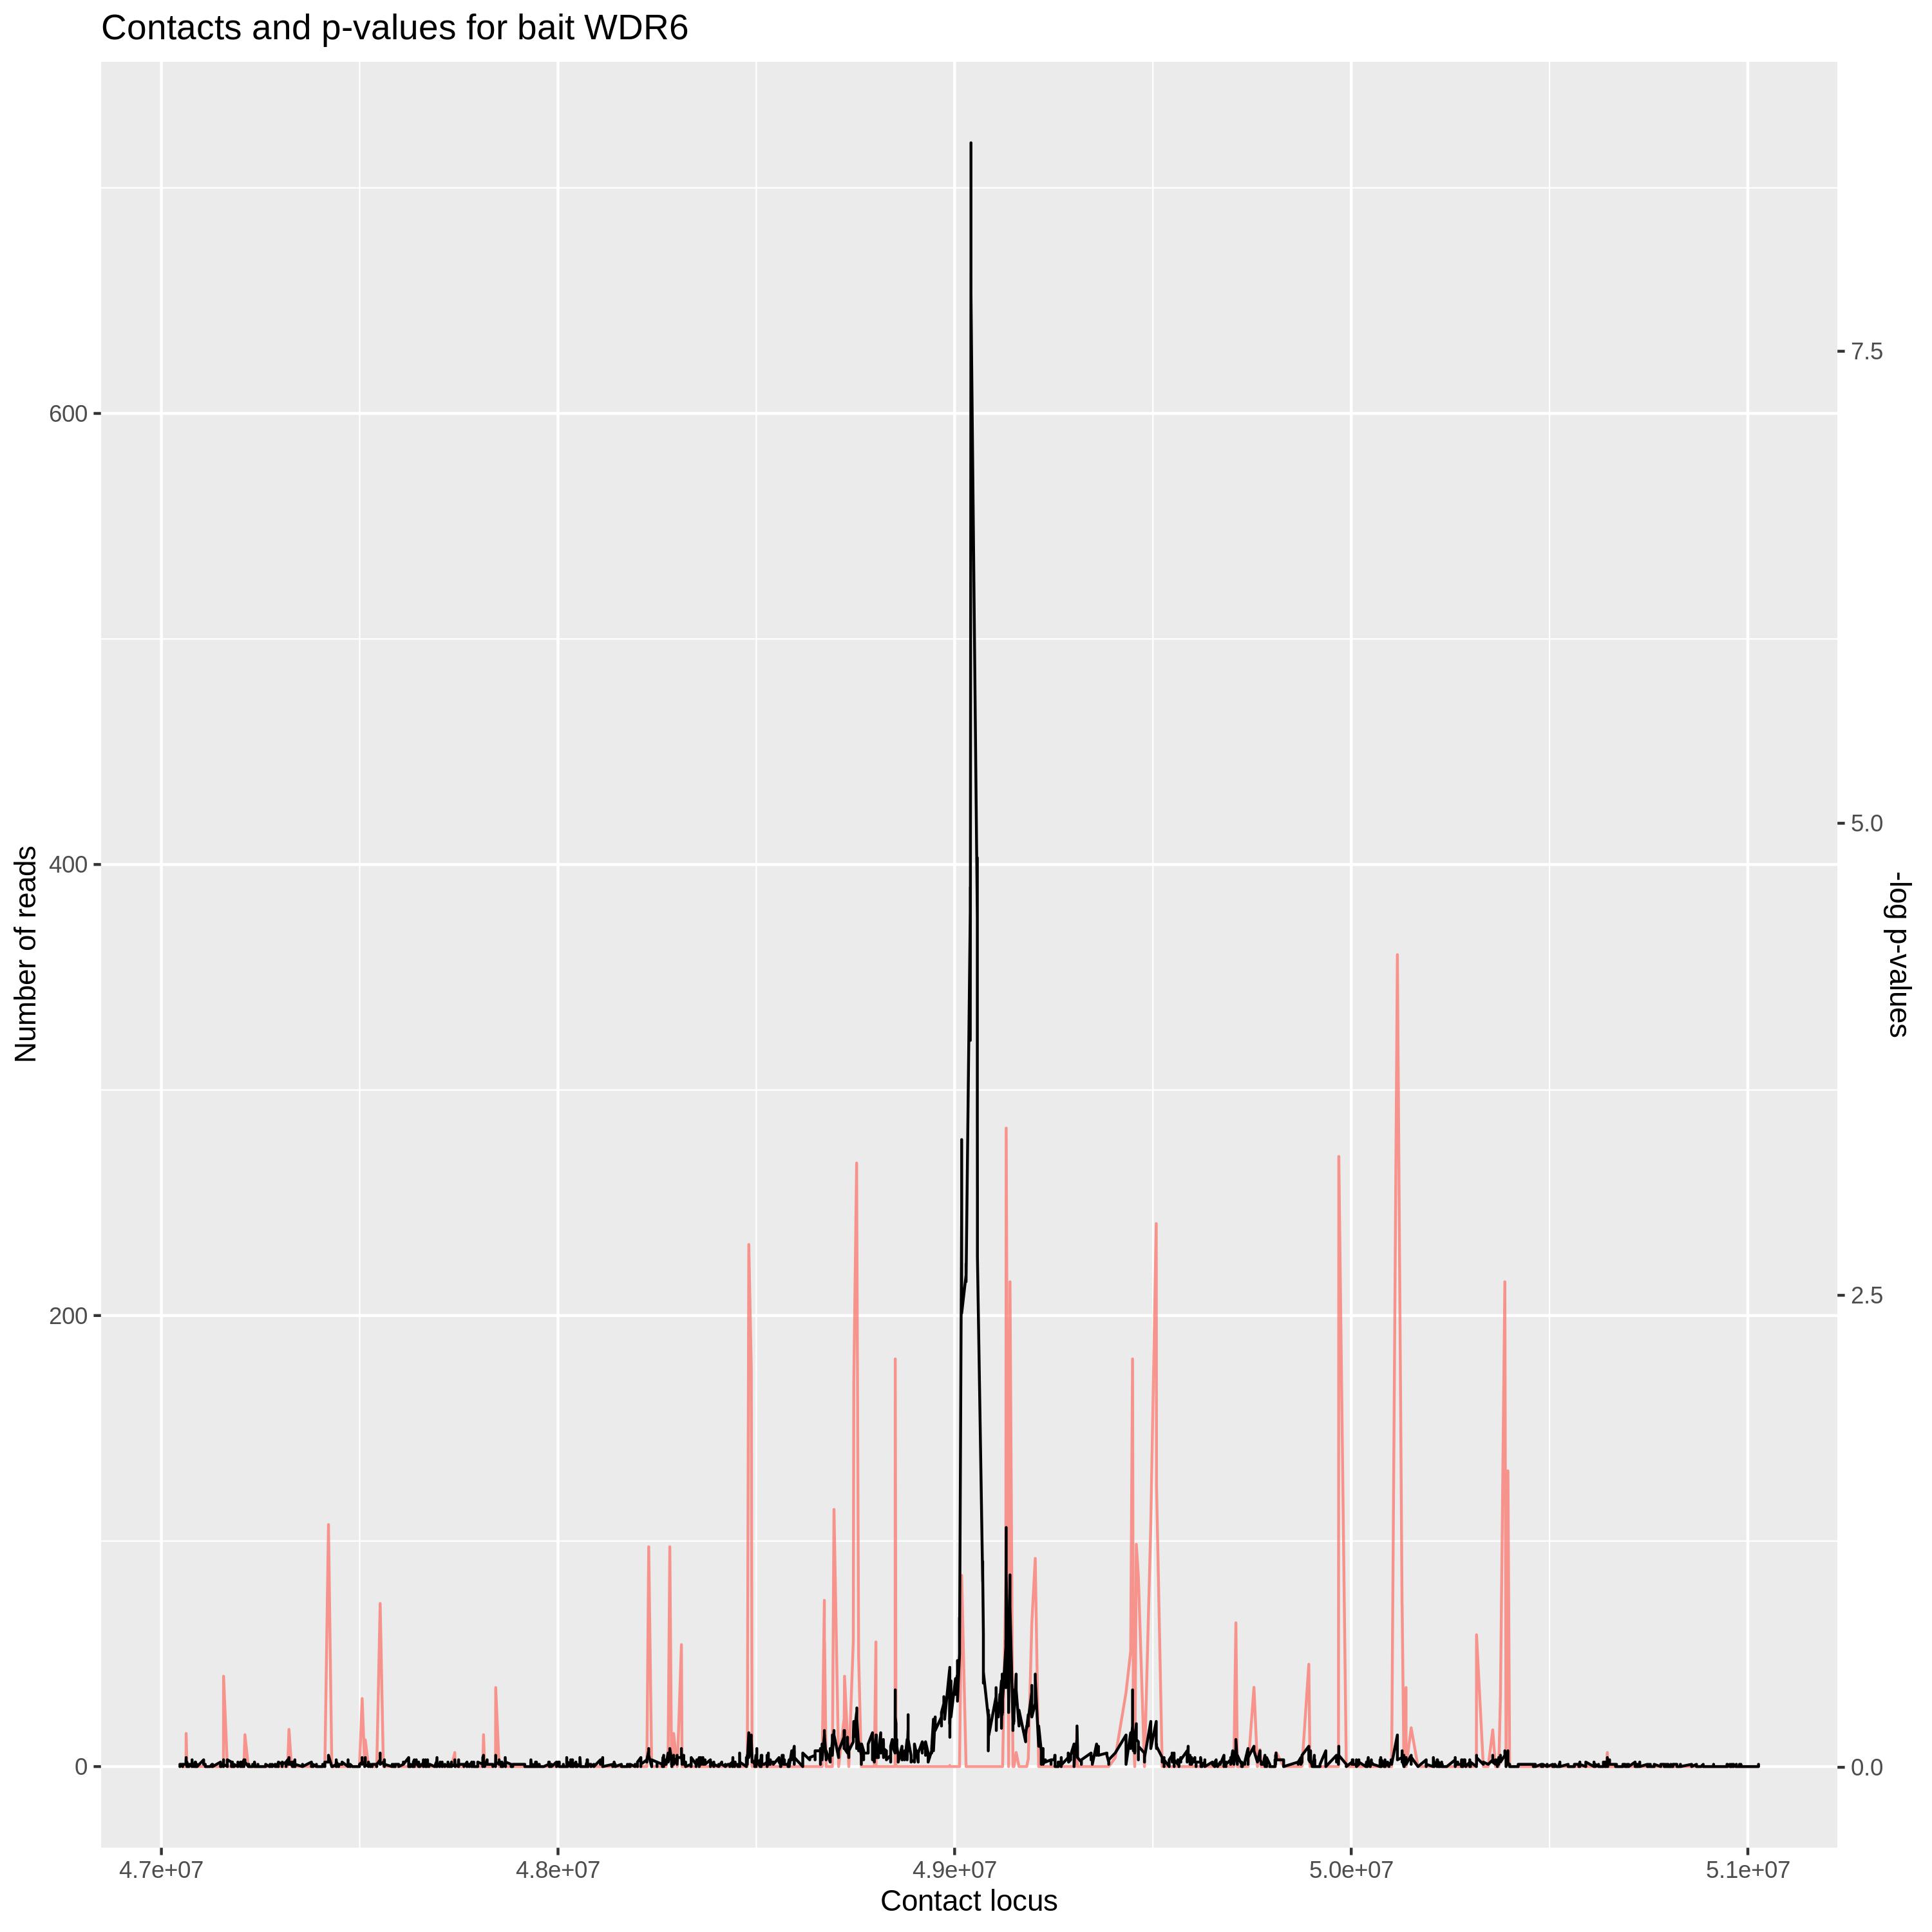 Contacts and p-values for bait WDR6
Number of reads
600
400
200
0
7.5
5.0
2.5
0.0
-log p-values
4.7e+07
4.8e+07
4.9e+07
5.0e+07
5.1e+07
Contact locus